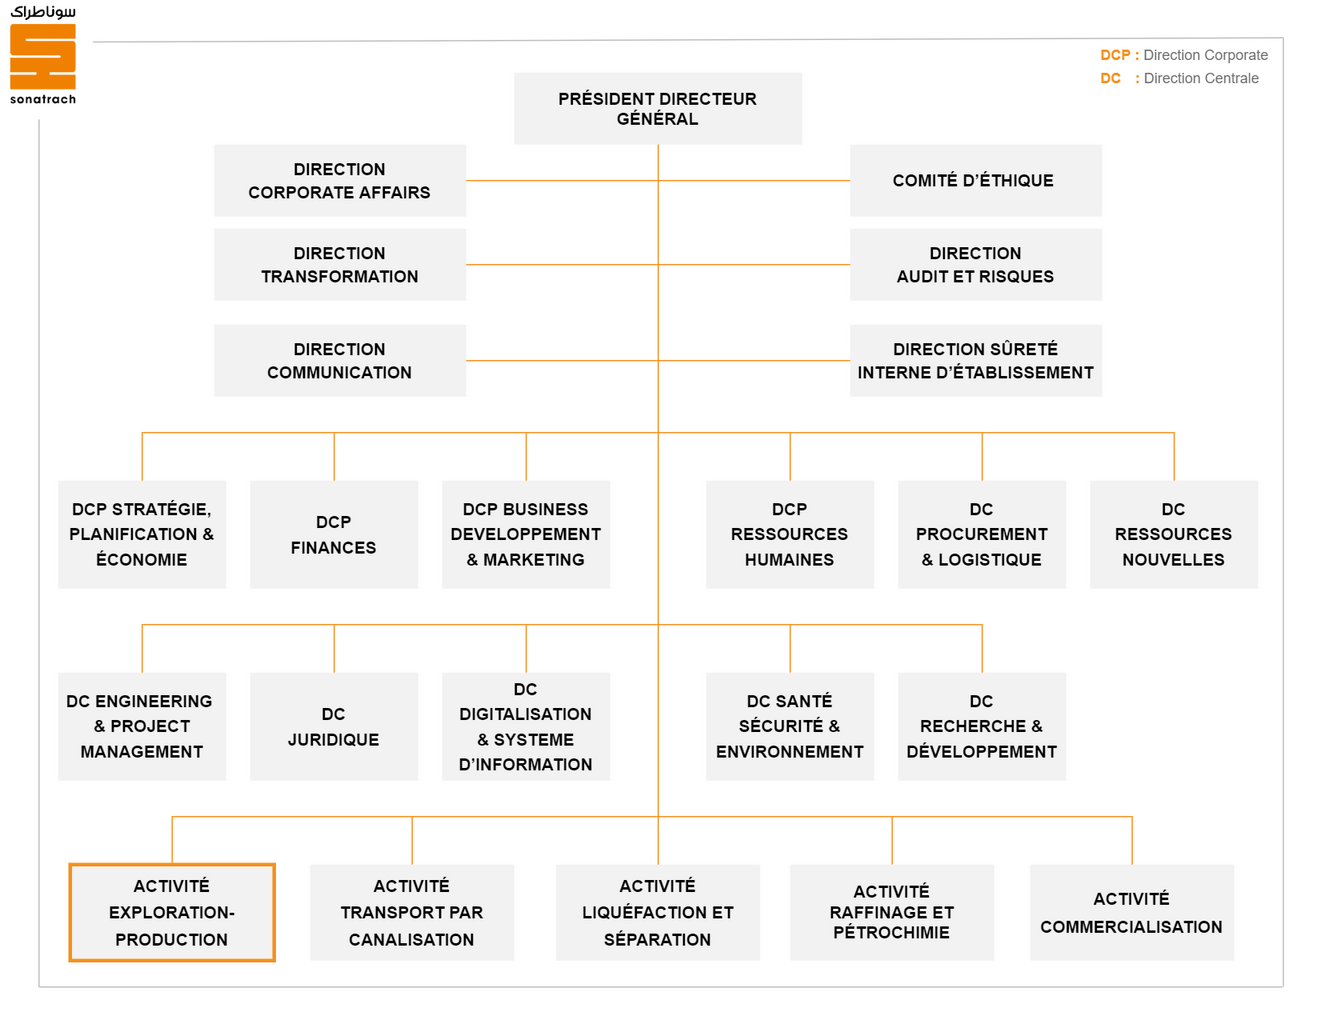 سوناطراك
sonatrach
DCP : Direction Corporate
DC : Direction Centrale
PRÉSIDENT DIRECTEUR
GÉNÉRAL
DIRECTION
CORPORATE AFFAIRS
COMITÉ D’ÉTHIQUE
DIRECTION
TRANSFORMATION
DIRECTION
AUDIT ET RISQUES
DIRECTION
COMMUNICATION
DIRECTION SÛRETÉ
INTERNE D’ÉTABLISSEMENT
DCP STRATÉGIE,
PLANIFICATION &
ÉCONOMIE
DCP
FINANCES
DCP BUSINESS
DEVELOPPEMENT
& MARKETING
DCP
RESSOURCES
HUMAINES
DC
PROCUREMENT
& LOGISTIQUE
DC
RESSOURCES
NOUVELLES
DC ENGINEERING
& PROJECT
MANAGEMENT
DC
JURIDIQUE
DC
DIGITALISATION
& SYSTEME
D’INFORMATION
DC SANTÉ
SÉCURITÉ &
ENVIRONNEMENT
DC
RECHERCHE &
DÉVELOPPEMENT
ACTIVITÉ
EXPLORATION-
PRODUCTION
ACTIVITÉ
TRANSPORT PAR
CANALISATION
ACTIVITÉ
LIQUÉFACTION ET
SÉPARATION
ACTIVITÉ
RAFFINAGE ET
PÉTROCHIMIE
ACTIVITÉ
COMMERCIALISATION